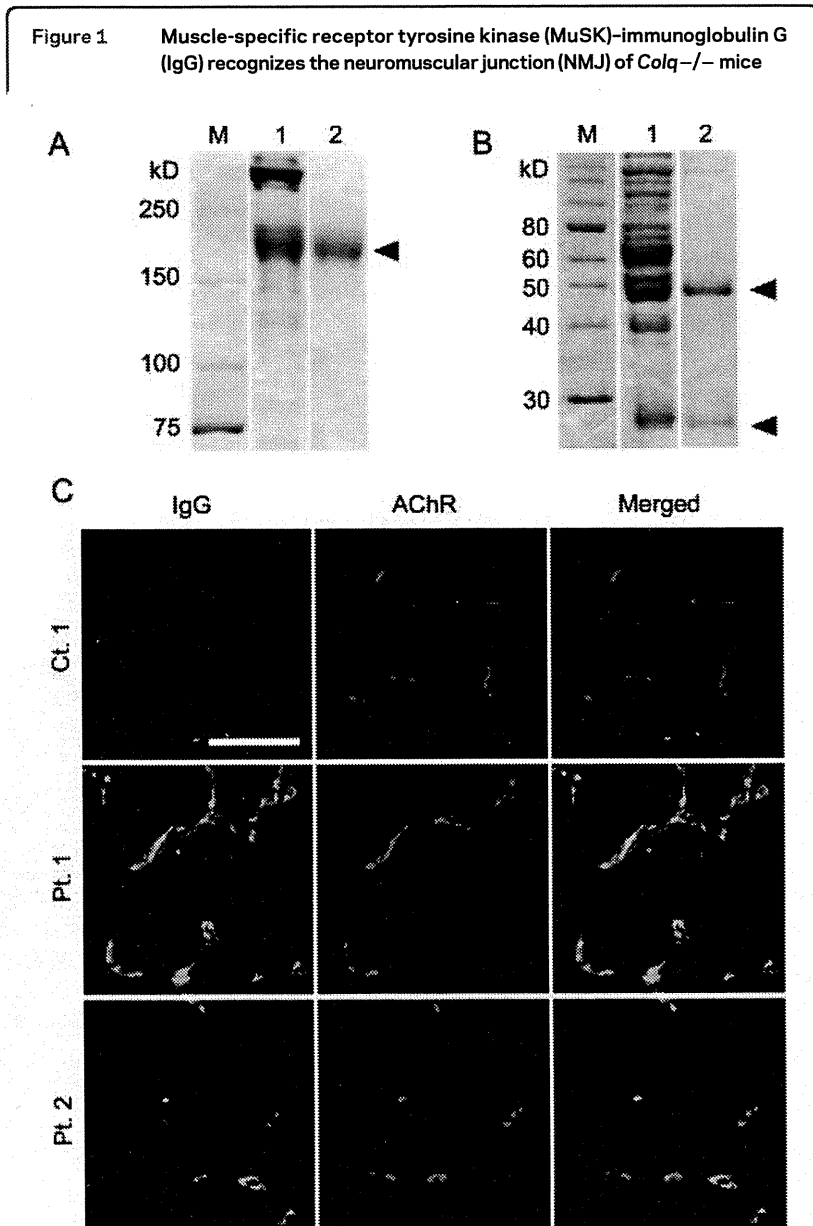 Figure 1 Muscle-specific receptor tyrosine kinase (MuSK)–immunoglobulin G
(IgG) recognizes the neuromuscular junction (NMJ) of Colq−/− mice
A
M 1 2
kD
250
150
100
75
B
M 1 2
kD
80
60
50
40
30
C
IgG AChR Merged
Ct. 1
Pt. 1
Pt. 2